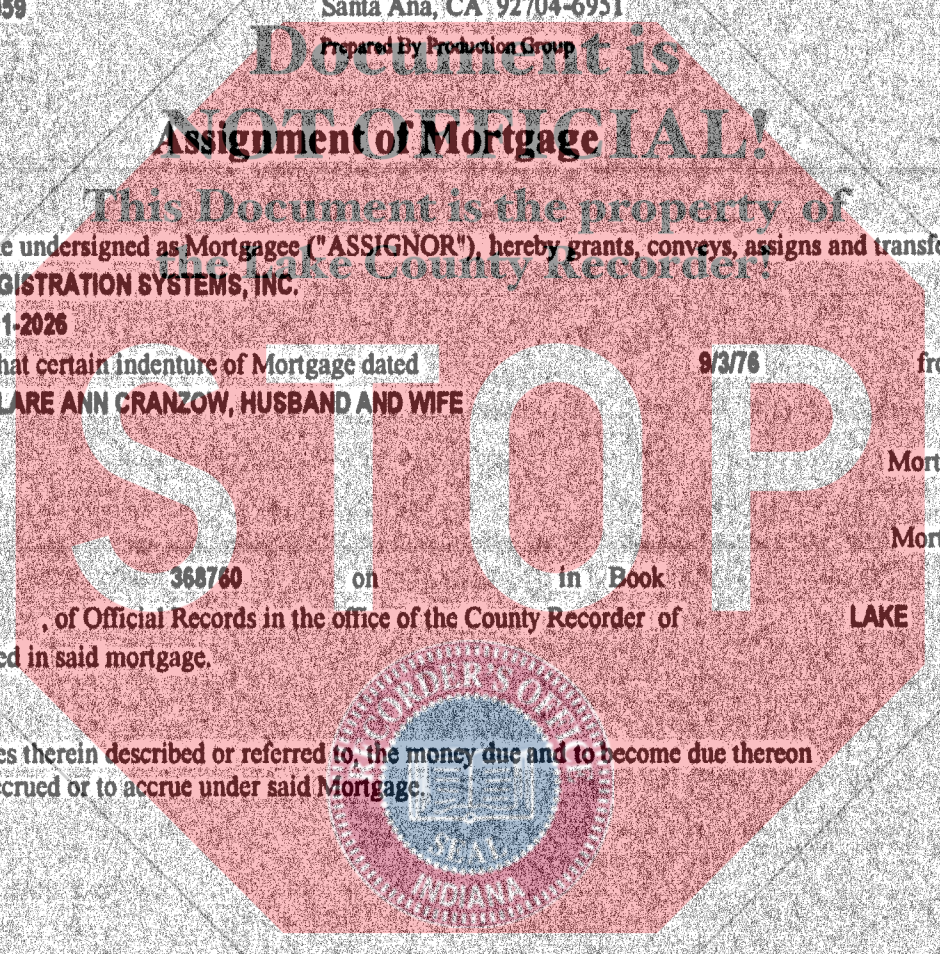 959
Santa Ana, CA 92704-6951
Prepared By Production Group
Document is
Assignment of Mortgage
NOT OFFICIAL!
This Document is the property of
e undersigned as Mortgagee ("ASSIGNOR"), hereby grants, conveys, assigns and transfo
the Lake County Recorder!
GISTRATION SYSTEMS, INC.
1-2026
hat certain indenture of Mortgage dated 9/3/76 fro
LARE ANN CRANZOW, HUSBAND AND WIFE
STOP
Mort
Mort
368760 on in Book
, of Official Records in the office of the County Recorder of LAKE
ed in said mortgage.
RECORDER'S OFFICE
es therein described or referred to, the money due and to become due thereon
ccrued or to accrue under said Mortgage.
SEAL
INDIANA